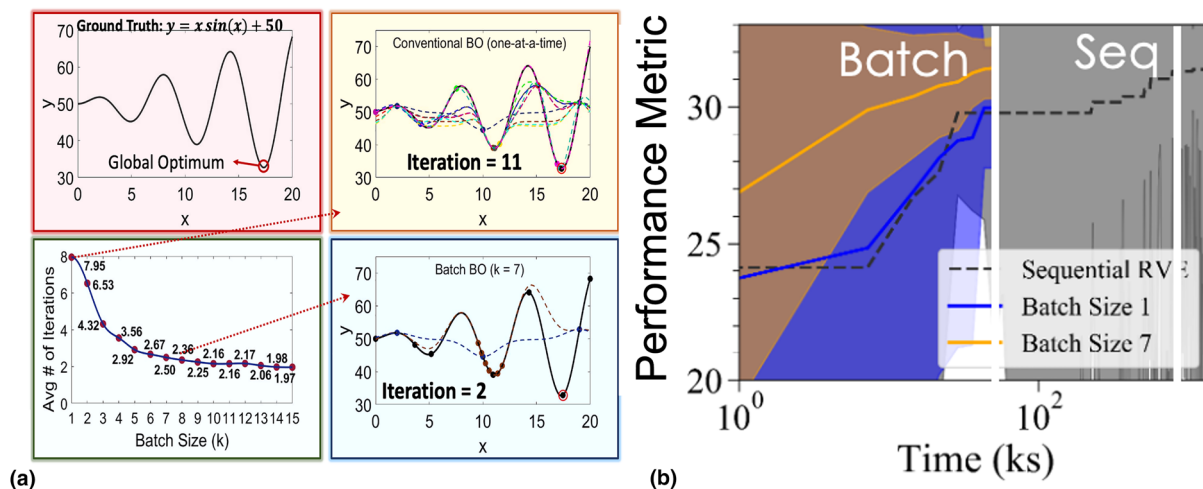 Ground Truth: y = x sin(x) + 50
70
60
y
50
40
30
Global Optimum
0 5 10 15 20
x
Conventional BO (one-at-a-time)
70
60
y
50
40
30
Iteration = 11
0 5 10 15 20
x
8
6
4
2
0
Avg # of Iterations
7.95
6.53
4.32
3.56
2.92
2.67
2.50
2.36
2.25
2.16
2.16
2.17
2.06
1.98
1.97
1 2 3 4 5 6 7 8 9 10 11 12 13 14 15
Batch Size (k)
Batch BO (k = 7)
70
60
y
50
40
30
Iteration = 2
0 5 10 15 20
x
(a)
Performance Metric
30
25
20
Batch
Seq
Sequential RVE
Batch Size 1
Batch Size 7
10⁰ 10²
Time (ks)
(b)